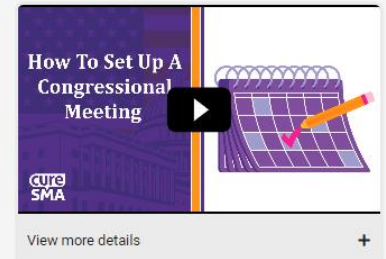 How To Set Up A
Congressional
Meeting
cure
SMA
View more details